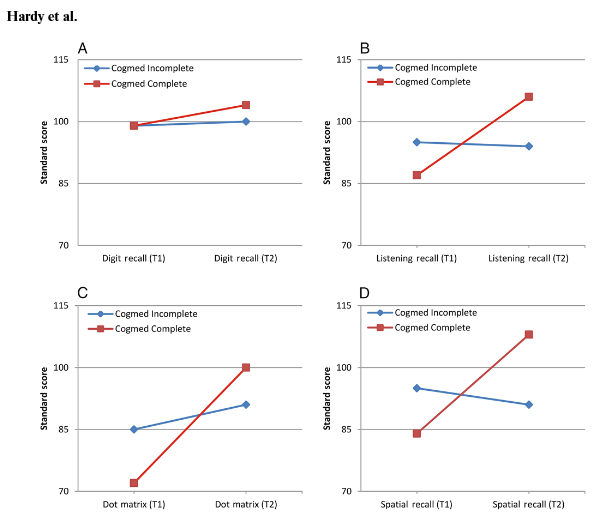 Hardy et al.
A
Cogmed Incomplete
Cogmed Complete
115
100
85
70
Standard score
Digit recall (T1)
Digit recall (T2)
B
Cogmed Incomplete
Cogmed Complete
115
100
85
70
Standard score
Listening recall (T1)
Listening recall (T2)
C
Cogmed Incomplete
Cogmed Complete
115
100
85
70
Standard score
Dot matrix (T1)
Dot matrix (T2)
D
Cogmed Incomplete
Cogmed Complete
115
100
85
70
Standard score
Spatial recall (T1)
Spatial recall (T2)